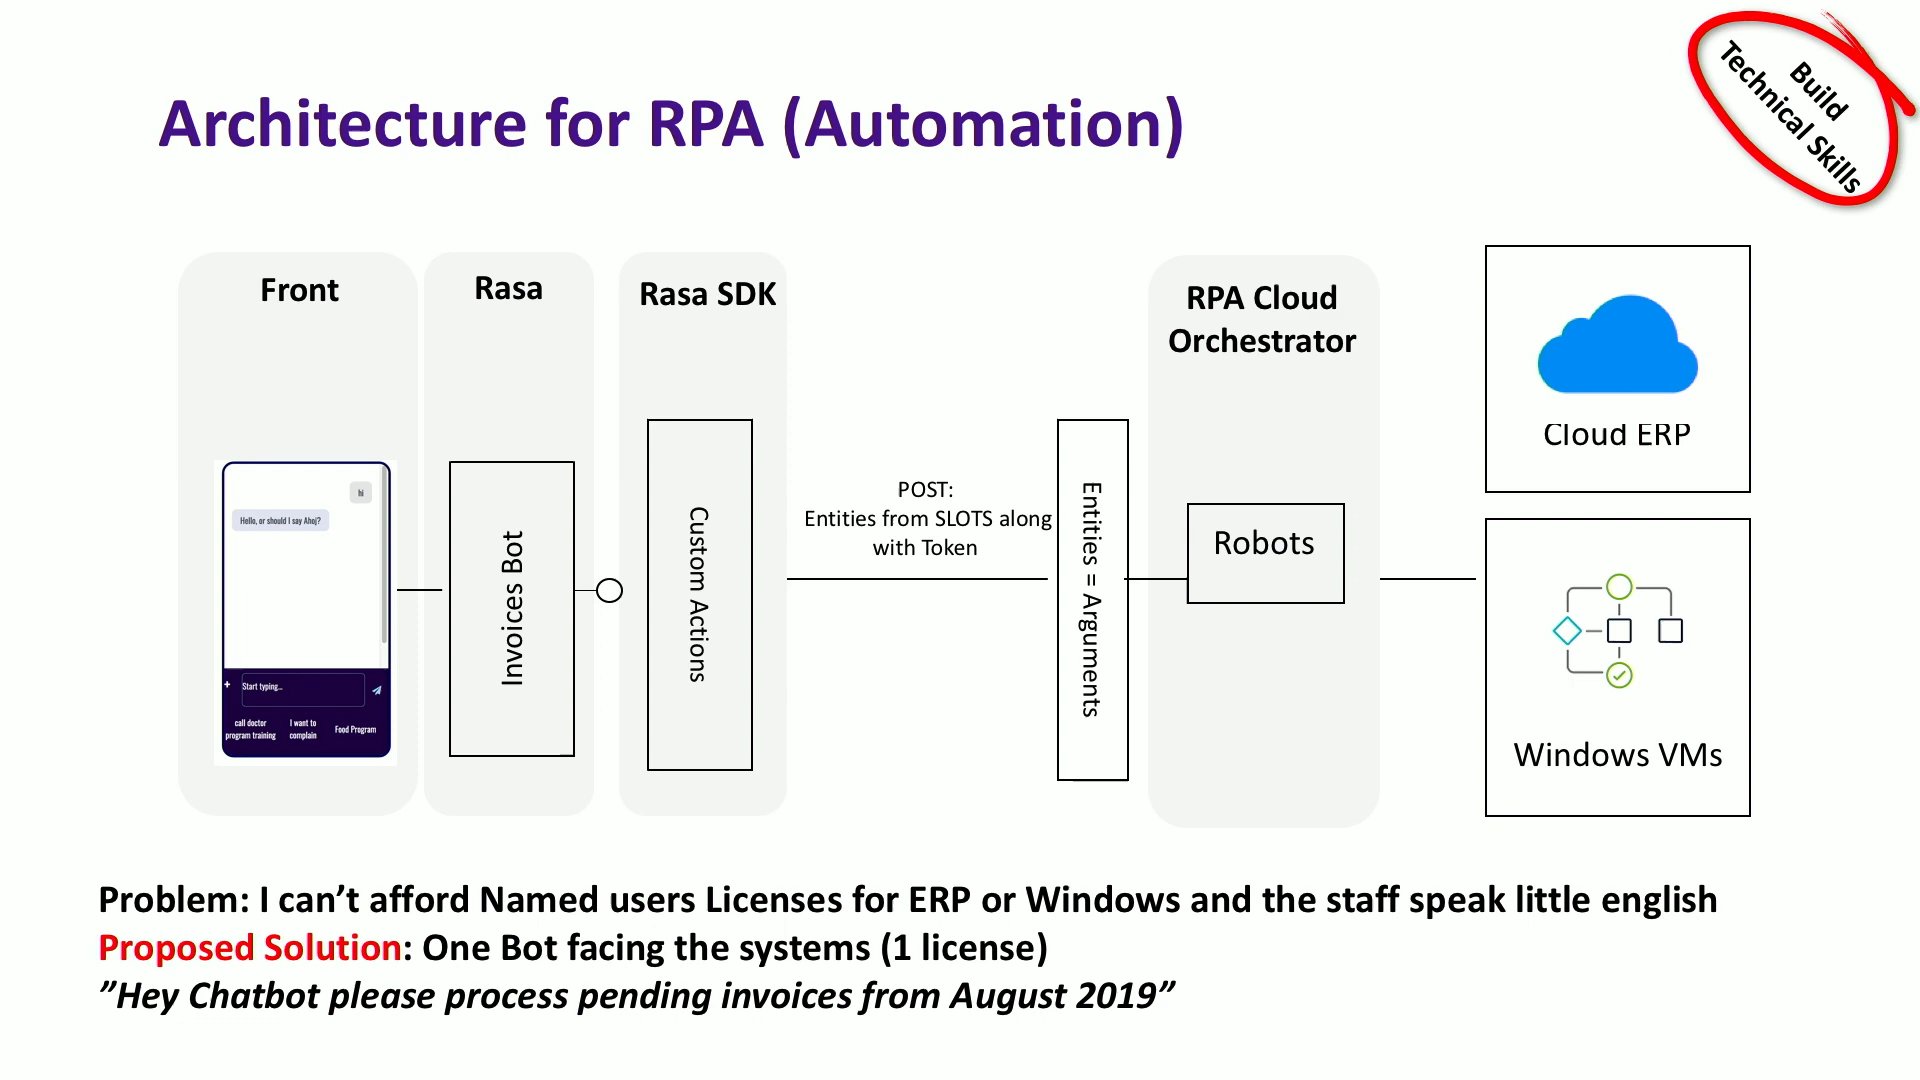 Build
Technical Skills
Architecture for RPA (Automation)
Front
Rasa
Rasa SDK
RPA Cloud
Orchestrator
hi
Hello, or should I say Ahoj?
+
Start typing...
call doctor
program training
I want to
complain
Food Program
Invoices Bot
Custom Actions
POST:
Entities from SLOTS along
with Token
Entities = Arguments
Robots
Cloud ERP
Windows VMs
Problem: I can’t afford Named users Licenses for ERP or Windows and the staff speak little english
Proposed Solution: One Bot facing the systems (1 license)
”Hey Chatbot please process pending invoices from August 2019”